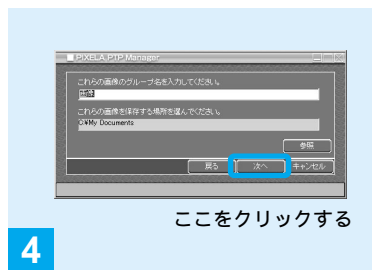 PIXELA PTP Manager
これらの画像のグループ名を入力してください。
これらの画像を保存する場所を選んでください。
C:¥My Documents
参照
戻る
次へ
キャンセル
ここをクリックする
4